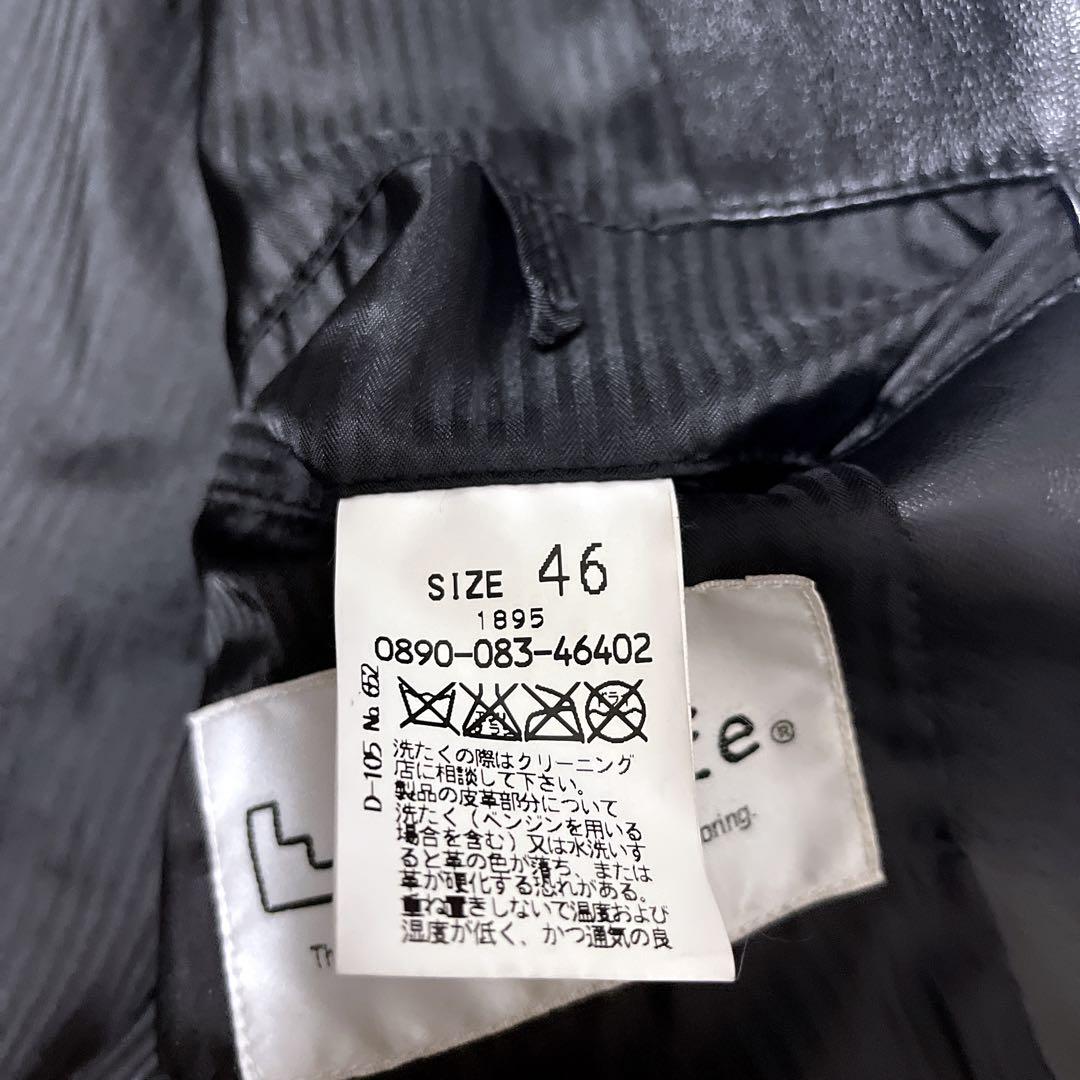 SIZE 46
1895
0890-083-46402
D-105 No. 652
ドライ
洗たくの際はクリーニング
店に相談して下さい。
製品の皮革部分について
洗たく(ベンジンを用いる
場合を含む)又は水洗いす
ると革の色が落ち、または
革が硬化する恐れがある。
重ね置きしないで温度および
湿度が低く、かつ通気の良
e®
oring.
Th